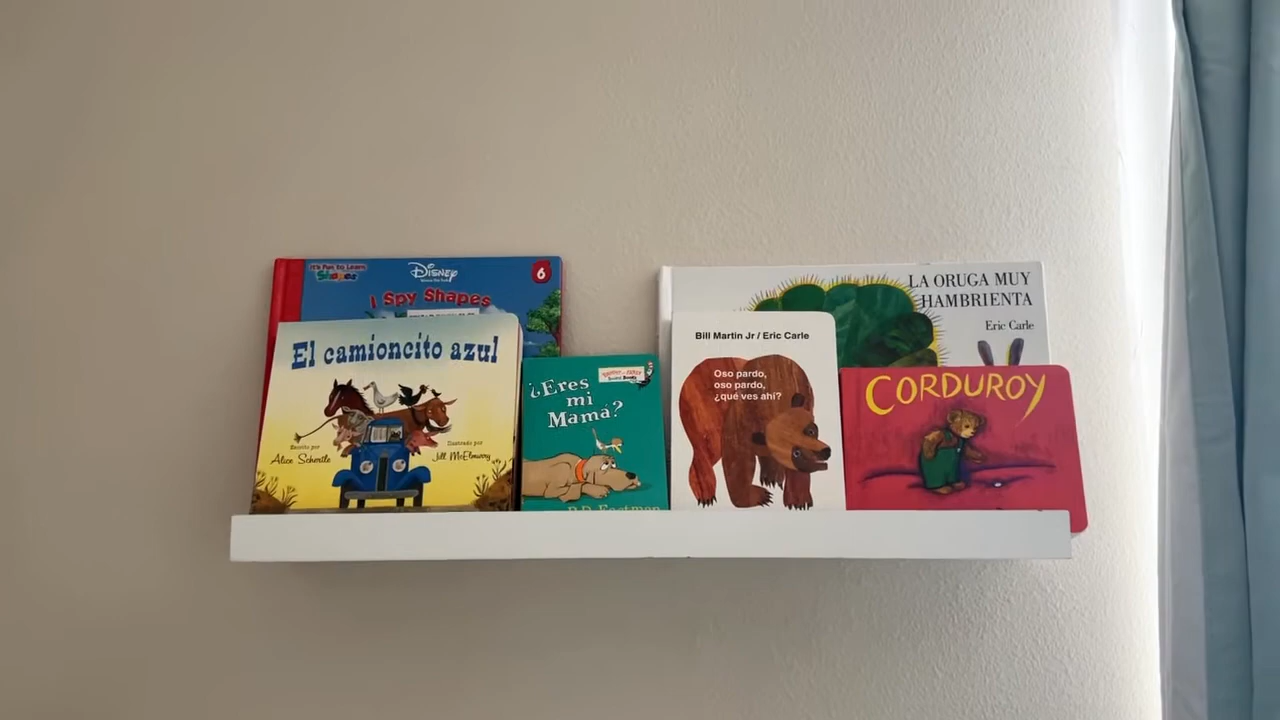 It's Fun to Learn
Shapes
Disney
6
I Spy Shapes
El camioncito azul
Escrito por
Alice Schertle
Ilustrado por
Jill McElmurry
¿Eres
mi
Mamá?
P.D. Eastman
Bill Martin Jr / Eric Carle
Oso pardo,
oso pardo,
¿qué ves ahí?
LA ORUGA MUY
HAMBRIENTA
Eric Carle
CORDUROY